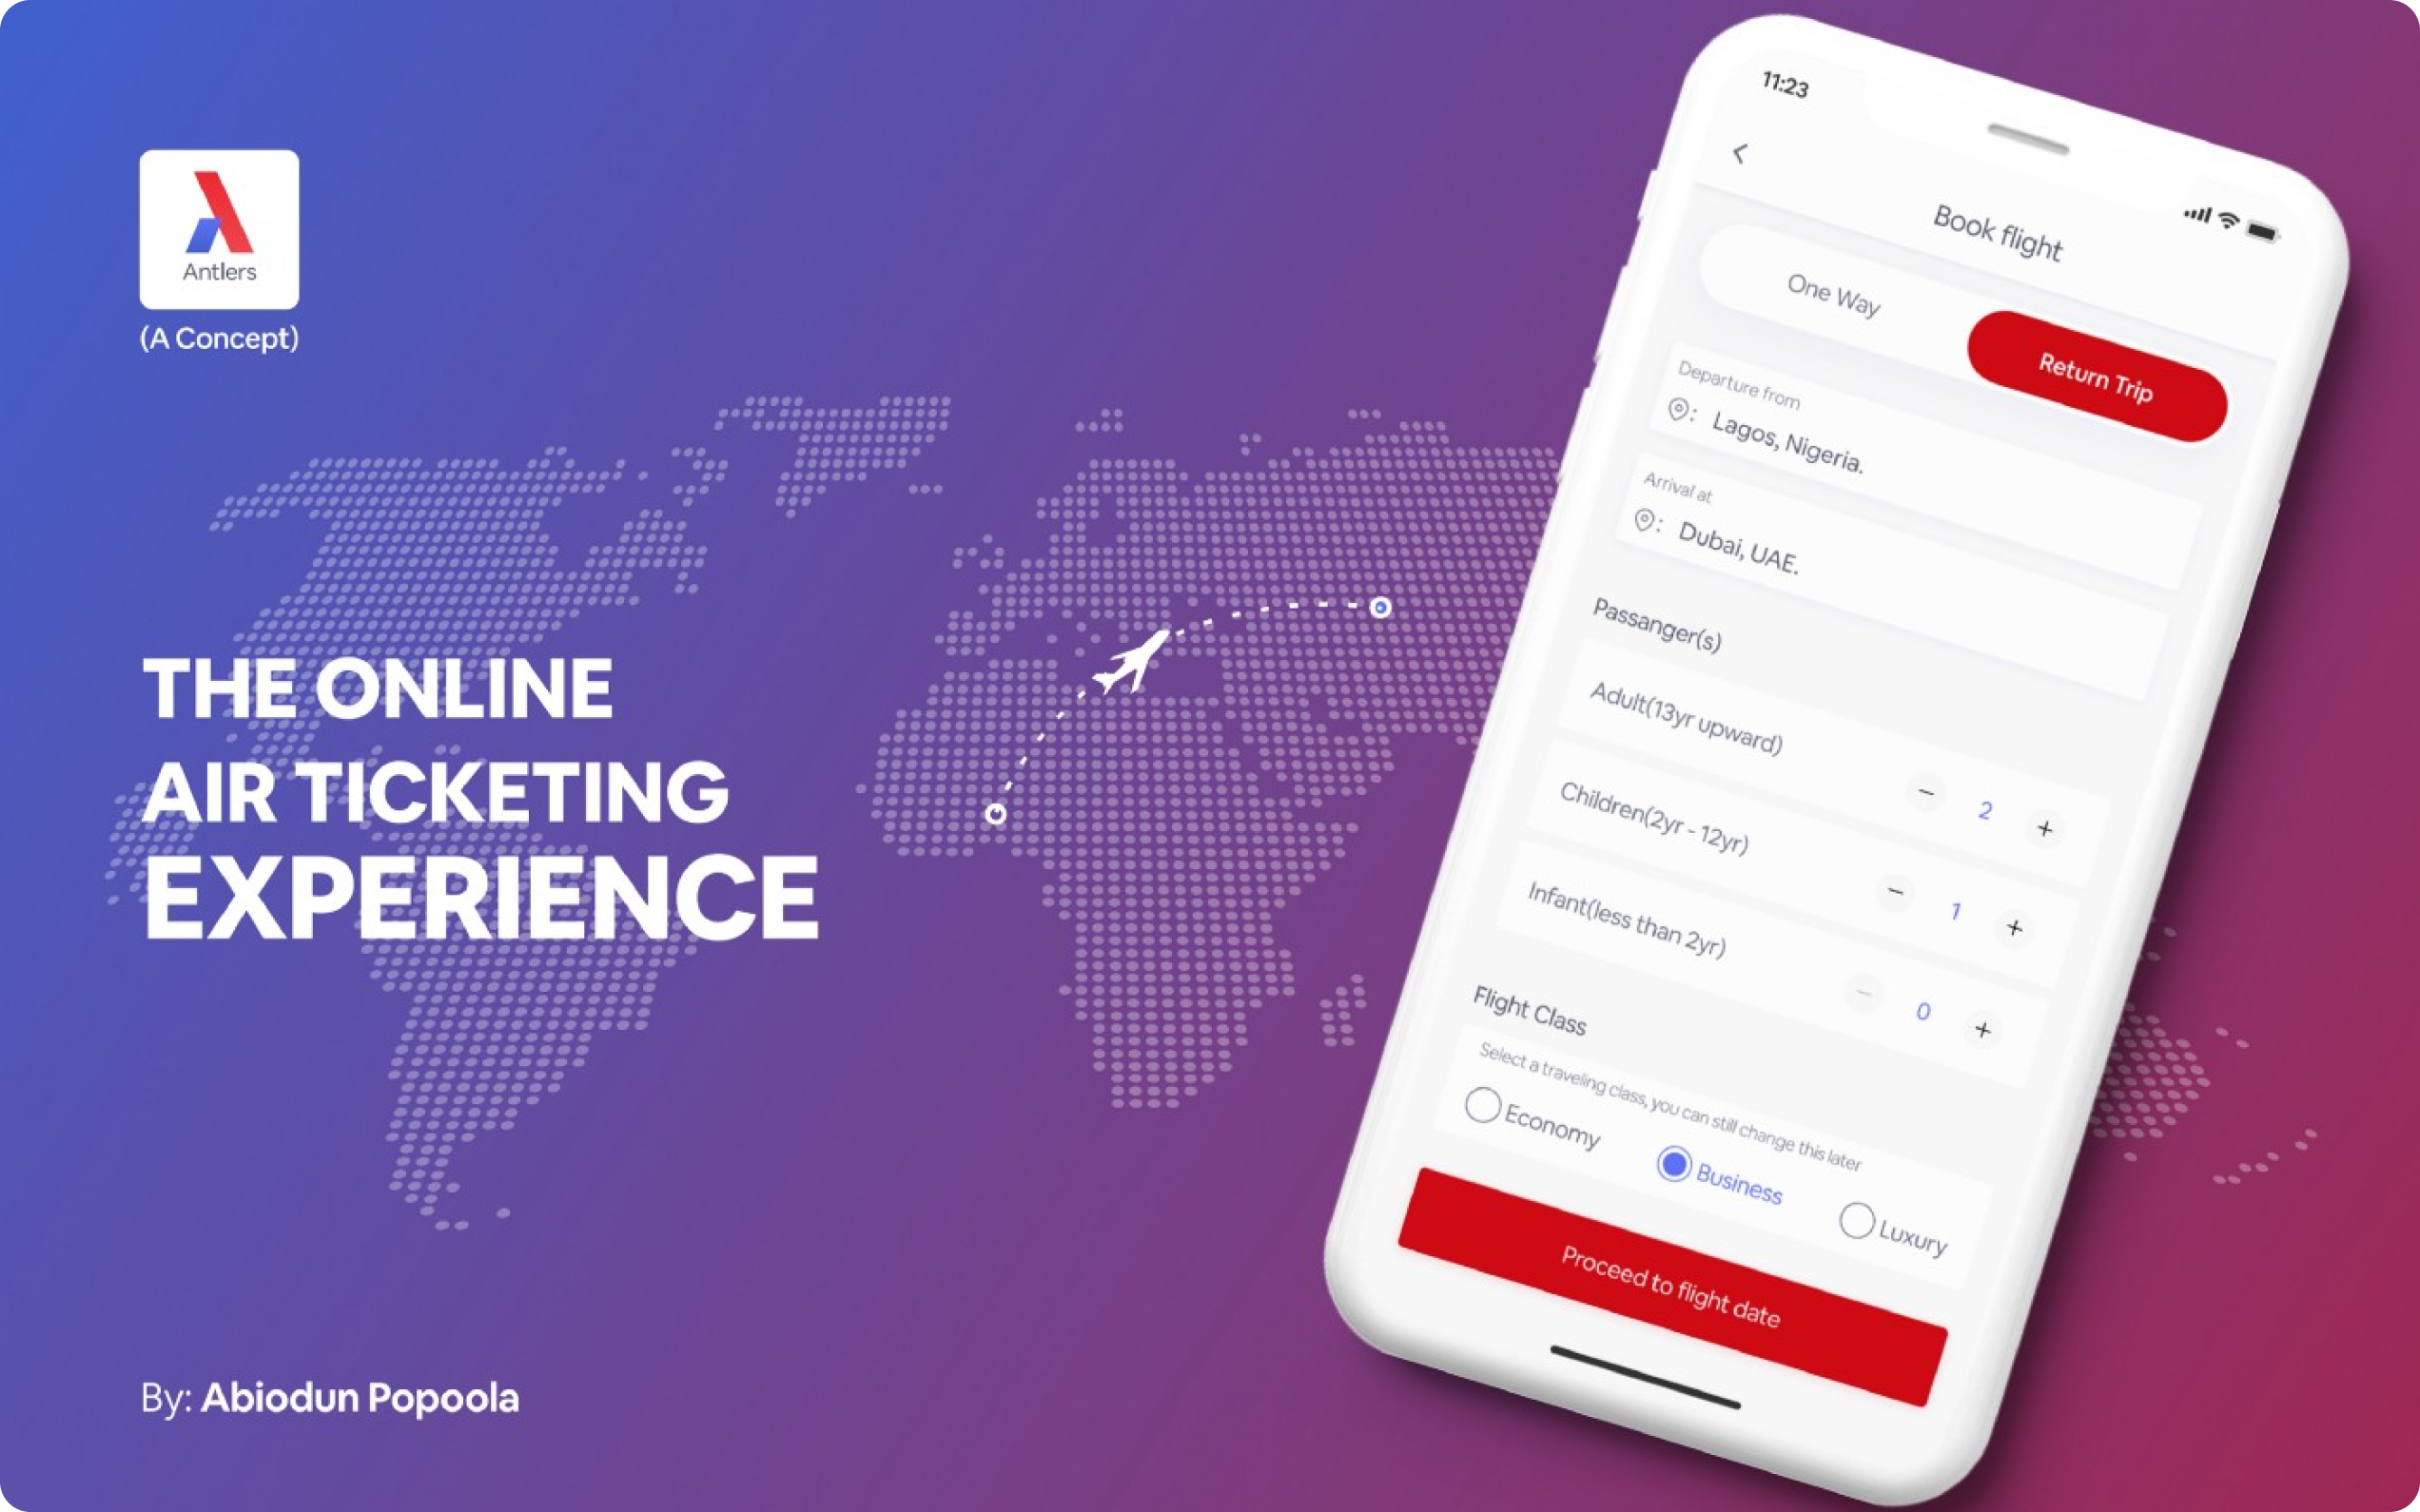 Antlers
(A Concept)
THE ONLINE
AIR TICKETING
EXPERIENCE
By: Abiodun Popoola
11:23
Book flight
One Way
Return Trip
Departure from
: Lagos, Nigeria.
Arrival at
: Dubai, UAE.
Passanger(s)
Adult(13yr upward)
− 2 +
Children(2yr - 12yr)
− 1 +
Infant(less than 2yr)
− 0 +
Flight Class
Select a traveling class, you can still change this later
Economy
Business
Luxury
Proceed to flight date